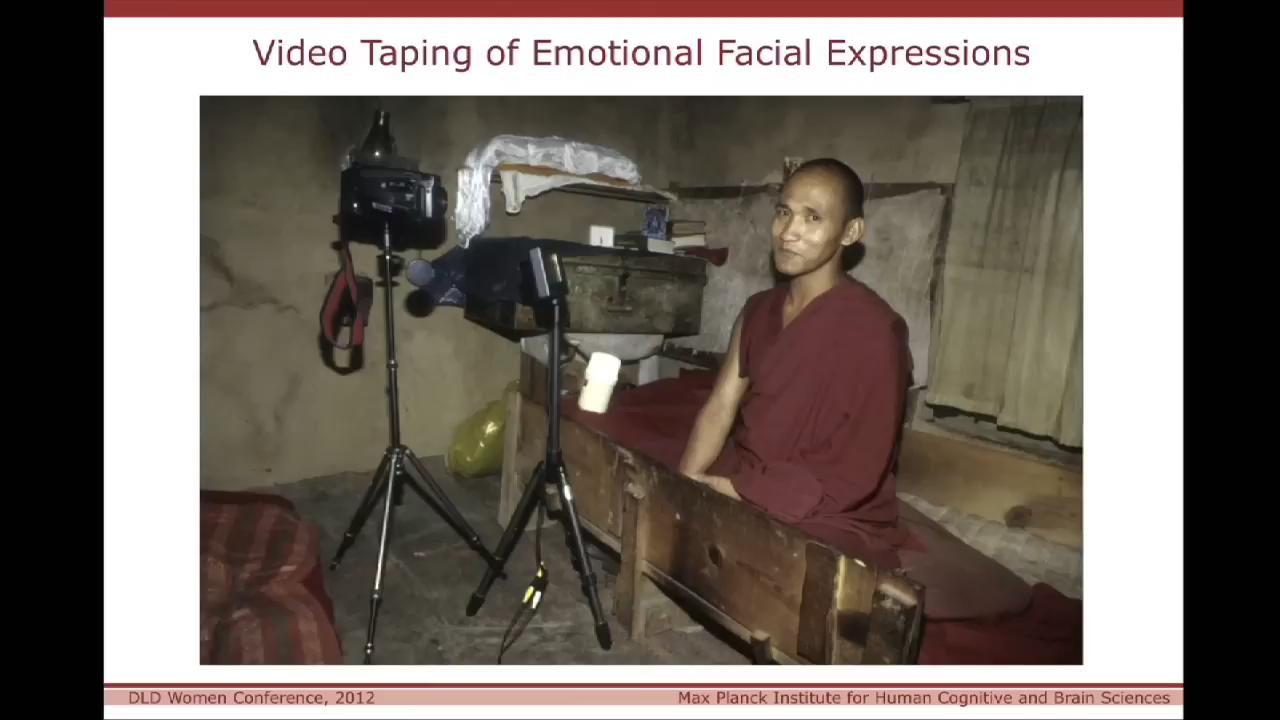 Video Taping of Emotional Facial Expressions
DLD Women Conference, 2012
Max Planck Institute for Human Cognitive and Brain Sciences